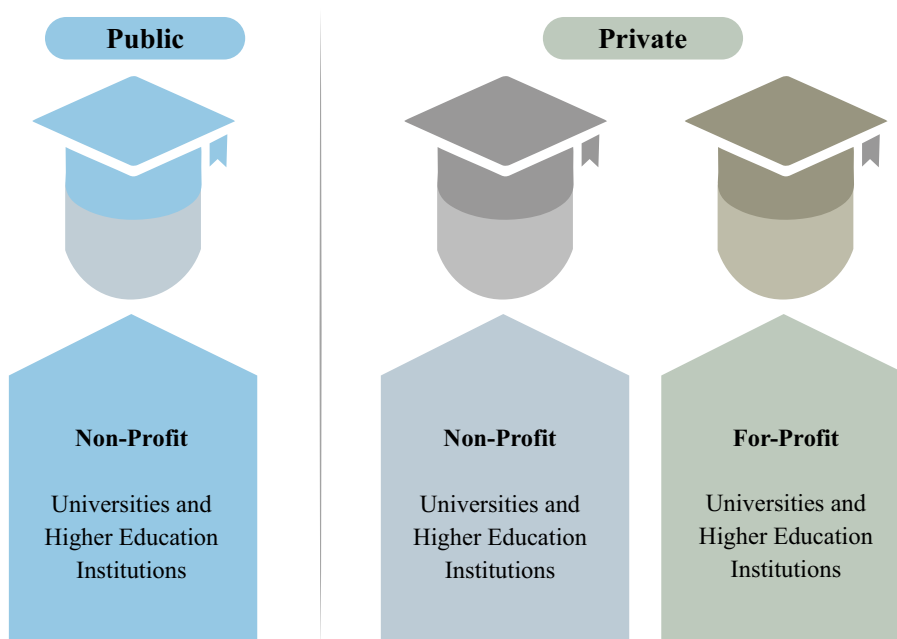 Public
Private
Non-Profit
Universities and
Higher Education
Institutions
Non-Profit
Universities and
Higher Education
Institutions
For-Profit
Universities and
Higher Education
Institutions